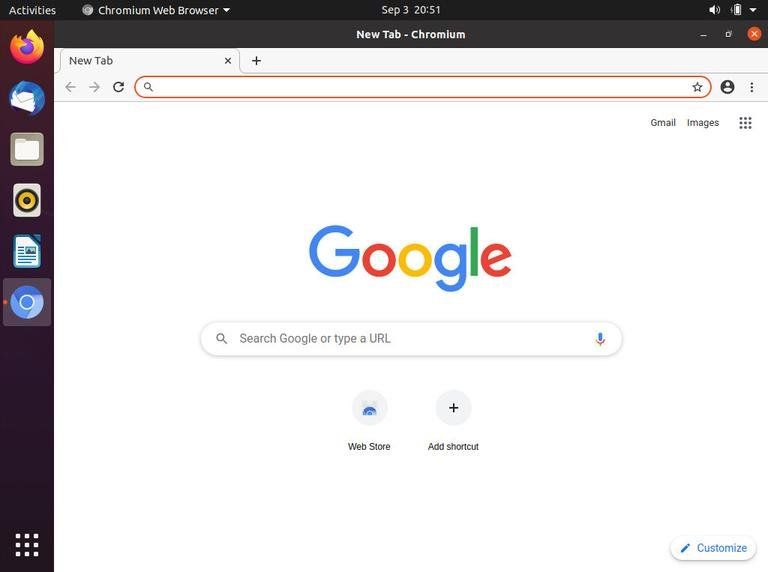 Activities
Chromium Web Browser
Sep 3 20:51
New Tab - Chromium
New Tab
Gmail
Images
Google
Search Google or type a URL
Web Store
Add shortcut
Customize